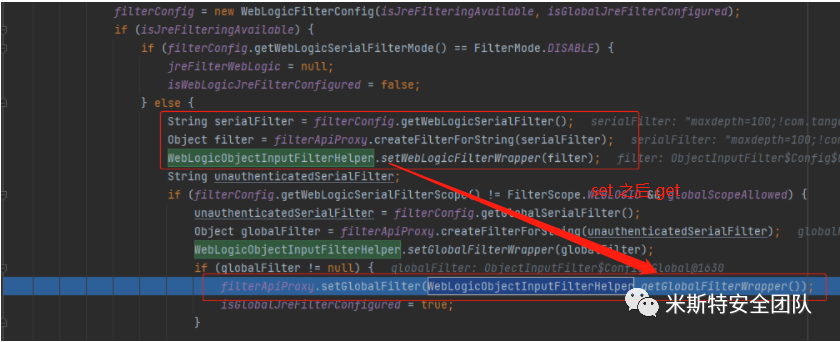 filterConfig = new WebLogicFilterConfig(isJreFilteringAvailable, isGlobalJreFilterConfigured);
if (isJreFilteringAvailable) {
if (filterConfig.getWebLogicSerialFilterMode() == FilterMode.DISABLE) {
jreFilterWebLogic = null;
isWebLogicJreFilterConfigured = false;
} else {
String serialFilter = filterConfig.getWebLogicSerialFilter(); serialFilter: "maxdepth=100;!com.tang
Object filter = filterApiProxy.createFilterForString(serialFilter); serialFilter: "maxdepth=100;!co
WebLogicObjectInputFilterHelper.setWebLogicFilterWrapper(filter); filter: ObjectInputFilter$Config$
String unauthenticatedSerialFilter;
set 之后 get
if (filterConfig.getWebLogicSerialFilterScope() != FilterScope. && globalScopeAllowed) {
unauthenticatedSerialFilter = filterConfig.getGlobalSerialFilter();
Object globalFilter = filterApiProxy.createFilterForString(unauthenticatedSerialFilter); globalF
WebLogicObjectInputFilterHelper.setGlobalFilterWrapper(globalFilter);
if (globalFilter != null) { globalFilter: ObjectInputFilter$Config$Global@1630
filterApiProxy.setGlobalFilter(WebLogicObjectInputFilterHelper.getGlobalFilterWrapper());
isGlobalJreFilterConfigured = true;
}
米斯特安全团队